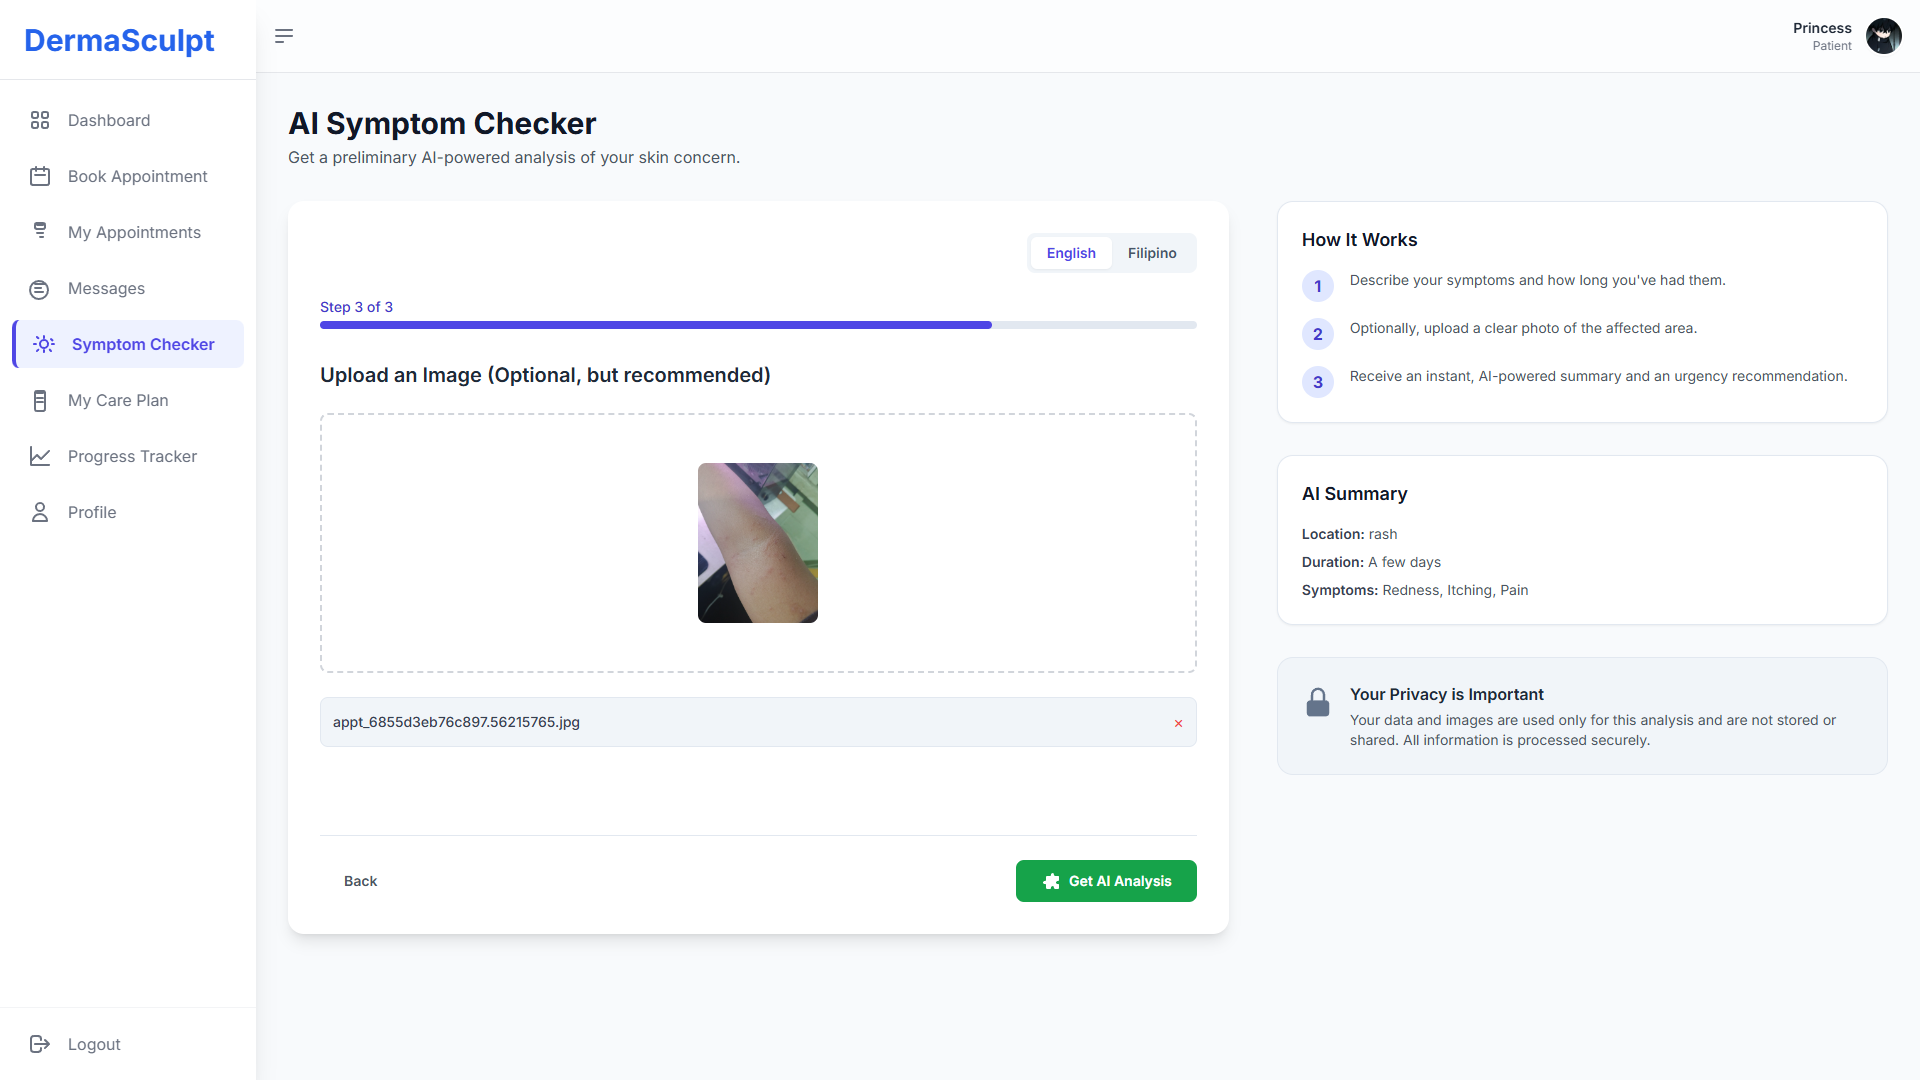 DermaSculpt
Dashboard
Book Appointment
My Appointments
Messages
Symptom Checker
My Care Plan
Progress Tracker
Profile
Logout
Princess
Patient
AI Symptom Checker
Get a preliminary AI-powered analysis of your skin concern.
English Filipino
Step 3 of 3
Upload an Image (Optional, but recommended)
appt_6855d3eb76c897.56215765.jpg ×
Back
Get AI Analysis
How It Works
1 Describe your symptoms and how long you've had them.
2 Optionally, upload a clear photo of the affected area.
3 Receive an instant, AI-powered summary and an urgency recommendation.
AI Summary
Location: rash
Duration: A few days
Symptoms: Redness, Itching, Pain
Your Privacy is Important
Your data and images are used only for this analysis and are not stored or
shared. All information is processed securely.